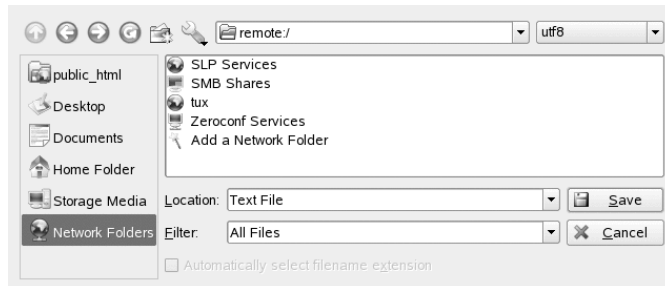 remote:/
utf8
public_html
Desktop
Documents
Home Folder
Storage Media
Network Folders
SLP Services
SMB Shares
tux
Zeroconf Services
Add a Network Folder
Location: Text File
Save
Filter: All Files
Cancel
Automatically select filename extension